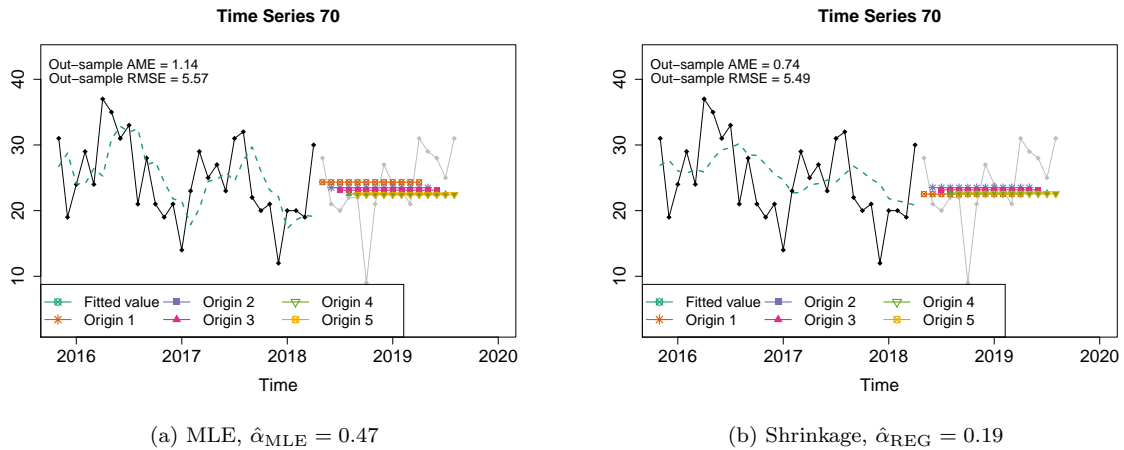 Time Series 70
Out−sample AME = 1.14
Out−sample RMSE = 5.57
40
30
20
10
Fitted value
Origin 1
Origin 2
Origin 3
Origin 4
Origin 5
2016 2017 2018 2019 2020
Time
(a) MLE, α̂MLE = 0.47
Time Series 70
Out−sample AME = 0.74
Out−sample RMSE = 5.49
40
30
20
10
Fitted value
Origin 1
Origin 2
Origin 3
Origin 4
Origin 5
2016 2017 2018 2019 2020
Time
(b) Shrinkage, α̂REG = 0.19